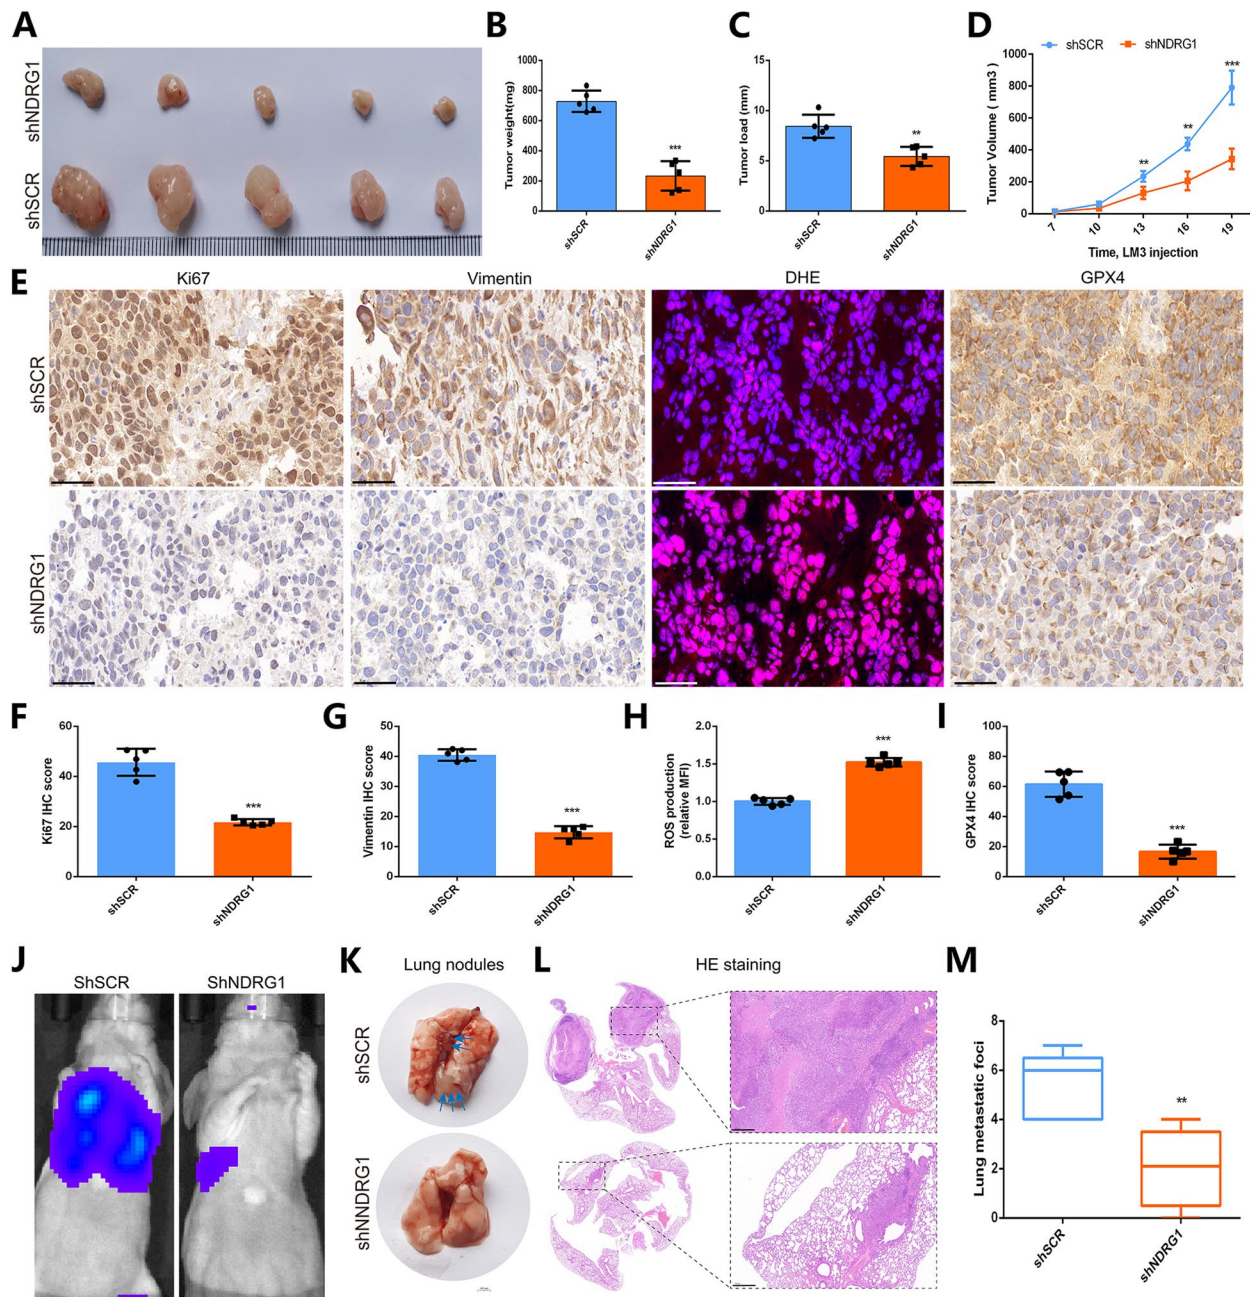 A
shNDRG1
shSCR
B
Tumor weight(mg)
1000
800
600
400
200
0
***
shSCR
shNDRG1
C
Tumor load (mm)
15
10
5
0
**
shSCR
shNDRG1
D
shSCR
shNDRG1
Tumor Volume ( mm3 )
1000
800
600
400
200
0
**
**
***
7
10
13
16
19
Time, LM3 injection
E
Ki67
Vimentin
DHE
GPX4
shSCR
shNDRG1
F
Ki67 IHC score
60
40
20
0
***
shSCR
shNDRG1
G
Vimentin IHC score
50
40
30
20
10
0
***
shSCR
shNDRG1
H
ROS production
(relative MFI)
2.0
1.5
1.0
0.5
0.0
***
shSCR
shNDRG1
I
GPX4 IHC score
100
80
60
40
20
0
***
shSCR
shNDRG1
J
ShSCR
ShNDRG1
K
Lung nodules
shSCR
shNNDRG1
L
HE staining
M
Lung metastatic foci
8
6
4
2
0
**
shSCR
shNDRG1